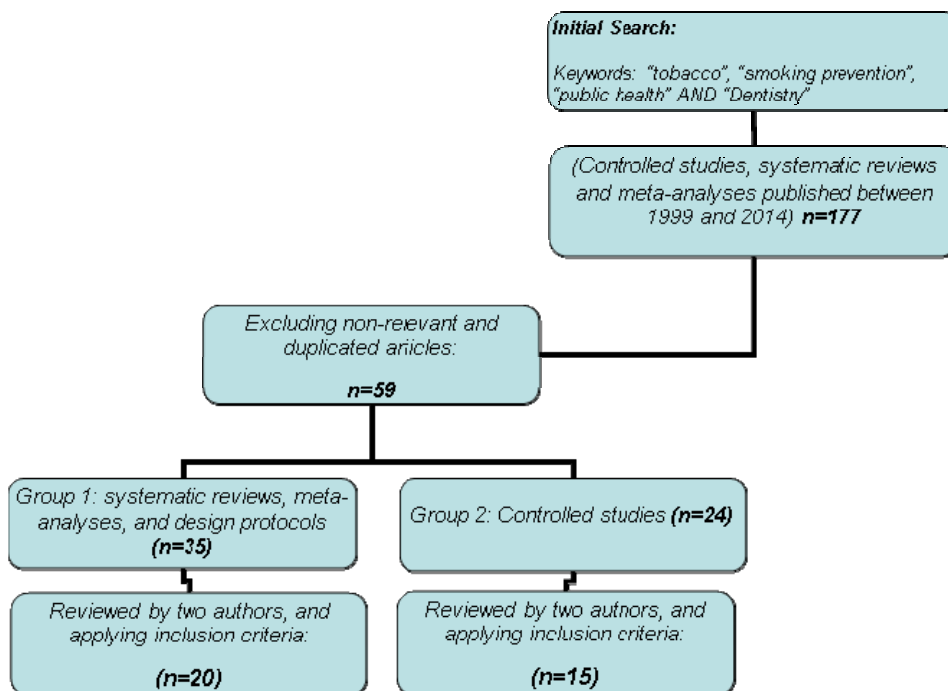 Initial Search:
Keywords: "tobacco", "smoking prevention",
"public health" AND "Dentistry"
(Controlled studies, systematic reviews
and meta-analyses published between
1999 and 2014) n=177
Excluding non-relevant and
duplicated articles:
n=59
Group 1: systematic reviews, meta-
analyses, and design protocols
(n=35)
Group 2: Controlled studies (n=24)
Reviewed by two authors, and
applying inclusion criteria:
(n=20)
Reviewed by two authors, and
applying inclusion criteria:
(n=15)